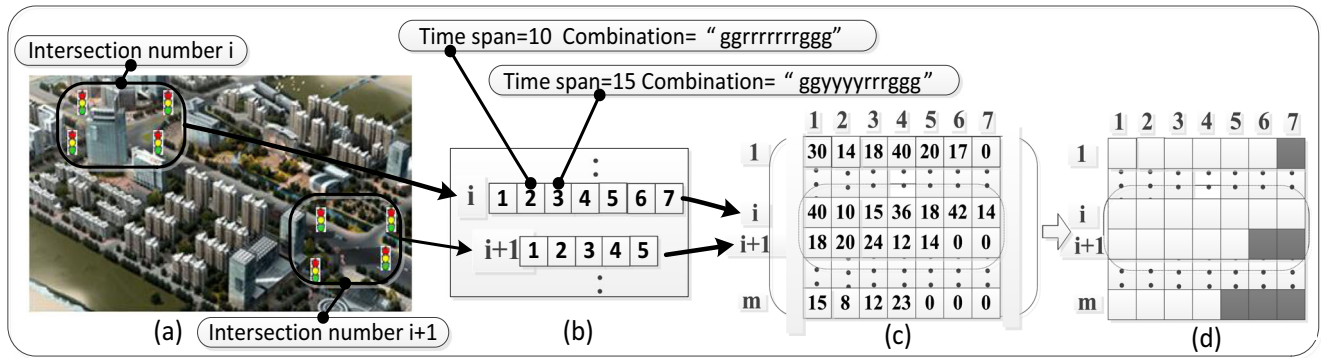 Time span=10 Combination= “ ggrrrrrrrggg”
Intersection number i
Time span=15 Combination= “ ggyyyyrrrggg”
1 2 3 4 5 6 7
1 30 14 18 40 20 17 0
i 1 2 3 4 5 6 7
i 40 10 15 36 18 42 14
i+1 1 2 3 4 5
i+1 18 20 24 12 14 0 0
m 15 8 12 23 0 0 0
1 2 3 4 5 6 7
1
i
i+1
m
(a)
Intersection number i+1
(b)
(c)
(d)